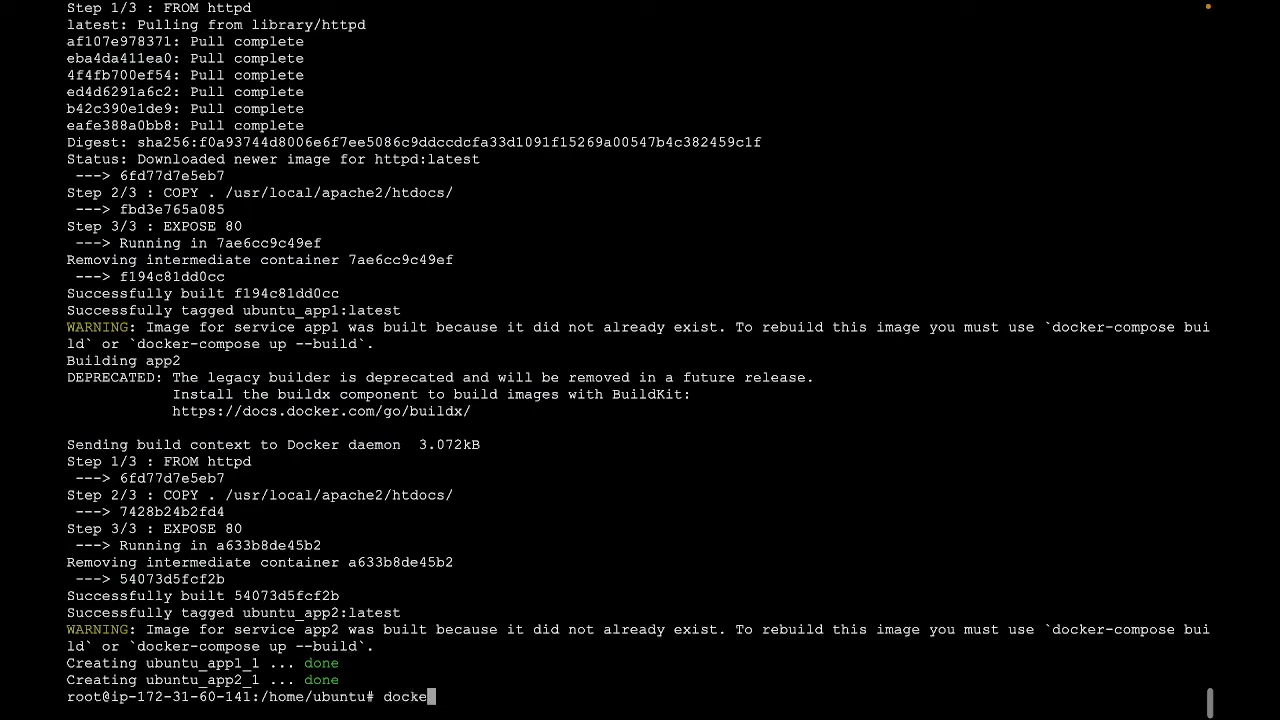 Step 1/3 : FROM httpd
latest: Pulling from library/httpd
af107e978371: Pull complete
eba4da411ea0: Pull complete
4f4fb700ef54: Pull complete
ed4d6291a6c2: Pull complete
b42c390e1de9: Pull complete
eafe388a0bb8: Pull complete
Digest: sha256:f0a93744d8006e6f7ee5086c9ddccdcfa33d1091f15269a00547b4c382459c1f
Status: Downloaded newer image for httpd:latest
 ---> 6fd77d7e5eb7
Step 2/3 : COPY . /usr/local/apache2/htdocs/
 ---> fbd3e765a085
Step 3/3 : EXPOSE 80
 ---> Running in 7ae6cc9c49ef
Removing intermediate container 7ae6cc9c49ef
 ---> f194c81dd0cc
Successfully built f194c81dd0cc
Successfully tagged ubuntu_app1:latest
WARNING: Image for service app1 was built because it did not already exist. To rebuild this image you must use `docker-compose bui
ld` or `docker-compose up --build`.
Building app2
DEPRECATED: The legacy builder is deprecated and will be removed in a future release.
            Install the buildx component to build images with BuildKit:
            https://docs.docker.com/go/buildx/
Sending build context to Docker daemon  3.072kB
Step 1/3 : FROM httpd
 ---> 6fd77d7e5eb7
Step 2/3 : COPY . /usr/local/apache2/htdocs/
 ---> 7428b24b2fd4
Step 3/3 : EXPOSE 80
 ---> Running in a633b8de45b2
Removing intermediate container a633b8de45b2
 ---> 54073d5fcf2b
Successfully built 54073d5fcf2b
Successfully tagged ubuntu_app2:latest
WARNING: Image for service app2 was built because it did not already exist. To rebuild this image you must use `docker-compose bui
ld` or `docker-compose up --build`.
Creating ubuntu_app1_1 ... done
Creating ubuntu_app2_1 ... done
root@ip-172-31-60-141:/home/ubuntu# docke